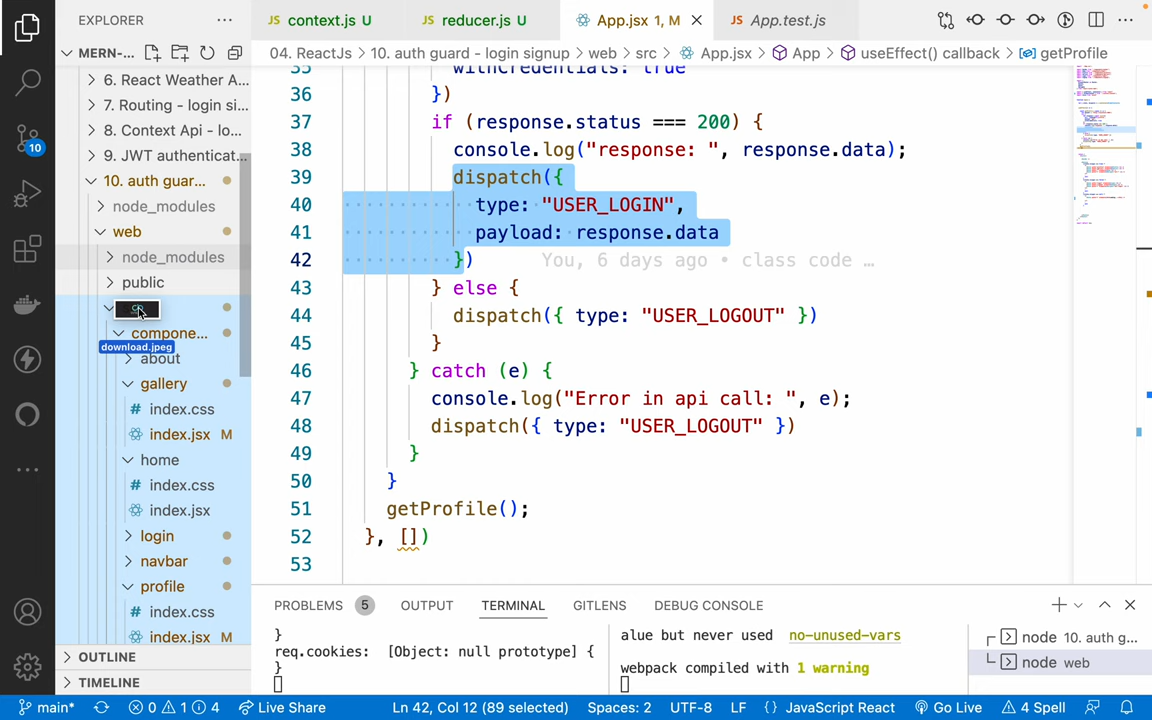 EXPLORER
MERN-...
6. React Weather A...
7. Routing - login si...
8. Context Api - lo...
9. JWT authenticat...
10. auth guar...
node_modules
web
node_modules
public
compone...
download.jpeg
about
gallery
index.css
index.jsx M
home
index.css
index.jsx
login
navbar
profile
index.css
index.jsx M
OUTLINE
TIMELINE
10
context.js U
reducer.js U
App.jsx 1, M
App.test.js
04. ReactJs > 10. auth guard - login signup > web > src > App.jsx > App > useEffect() callback > getProfile
35 withCredentials: true
36 })
37 if (response.status === 200) {
38 console.log("response: ", response.data);
39 dispatch({
40 type: "USER_LOGIN",
41 payload: response.data
42 }) You, 6 days ago • class code …
43 } else {
44 dispatch({ type: "USER_LOGOUT" })
45 }
46 } catch (e) {
47 console.log("Error in api call: ", e);
48 dispatch({ type: "USER_LOGOUT" })
49 }
50 }
51 getProfile();
52 }, [])
53
PROBLEMS 5 OUTPUT TERMINAL GITLENS DEBUG CONSOLE
}
req.cookies: [Object: null prototype] {
}
alue but never used no-unused-vars
webpack compiled with 1 warning
node 10. auth g...
node web
main* 0 1 4 Live Share Ln 42, Col 12 (89 selected) Spaces: 2 UTF-8 LF {} JavaScript React Go Live 4 Spell